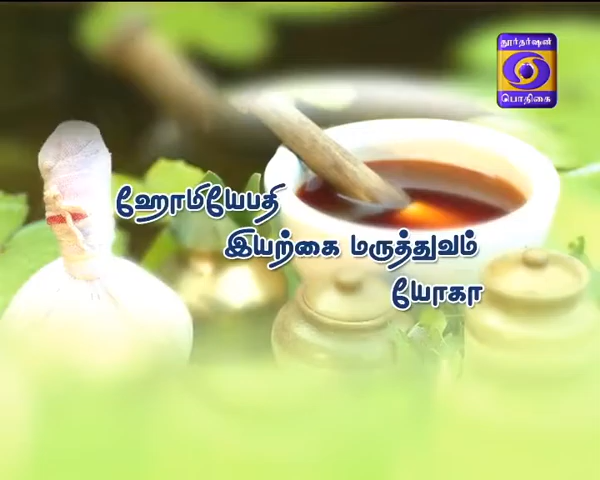 தூர்தர்ஷன்
பொதிகை
ஹோமியேபதி
இயற்கை மருத்துவம்
யோகா